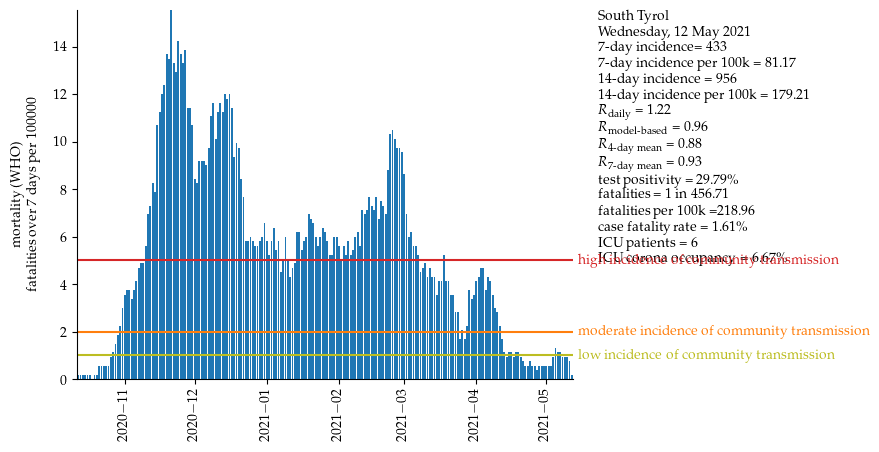 South Tyrol
Wednesday, 12 May 2021
7-day incidence= 433
7-day incidence per 100k = 81.17
14-day incidence = 956
14-day incidence per 100k = 179.21
R daily = 1.22
R model-based = 0.96
R 4-day mean = 0.88
R 7-day mean = 0.93
test positivity = 29.79%
fatalities = 1 in 456.71
fatalities per 100k =218.96
case fatality rate = 1.61%
ICU patients = 6
ICU corona occupancy = 6.67%
high incidence of community transmission
moderate incidence of community transmission
low incidence of community transmission
mortality (WHO)
fatalities over 7 days per 100000
14
12
10
8
6
4
2
0
2020−11
2020−12
2021−01
2021−02
2021−03
2021−04
2021−05